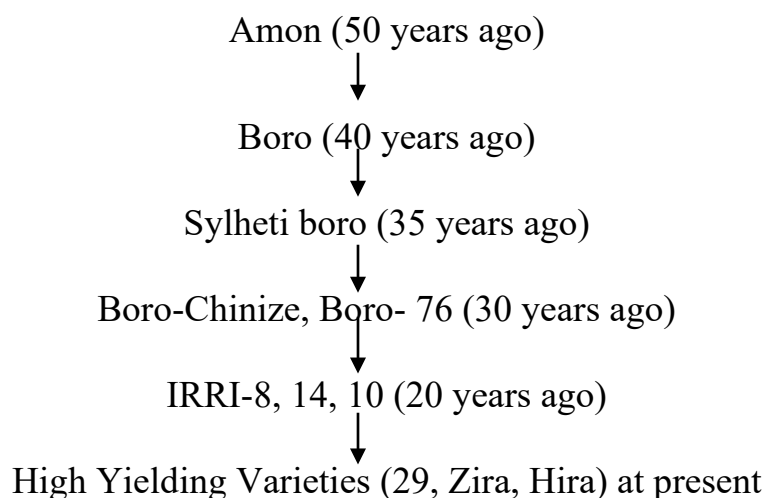 Amon (50 years ago)
Boro (40 years ago)
Sylheti boro (35 years ago)
Boro-Chinize, Boro- 76 (30 years ago)
IRRI-8, 14, 10 (20 years ago)
High Yielding Varieties (29, Zira, Hira) at present